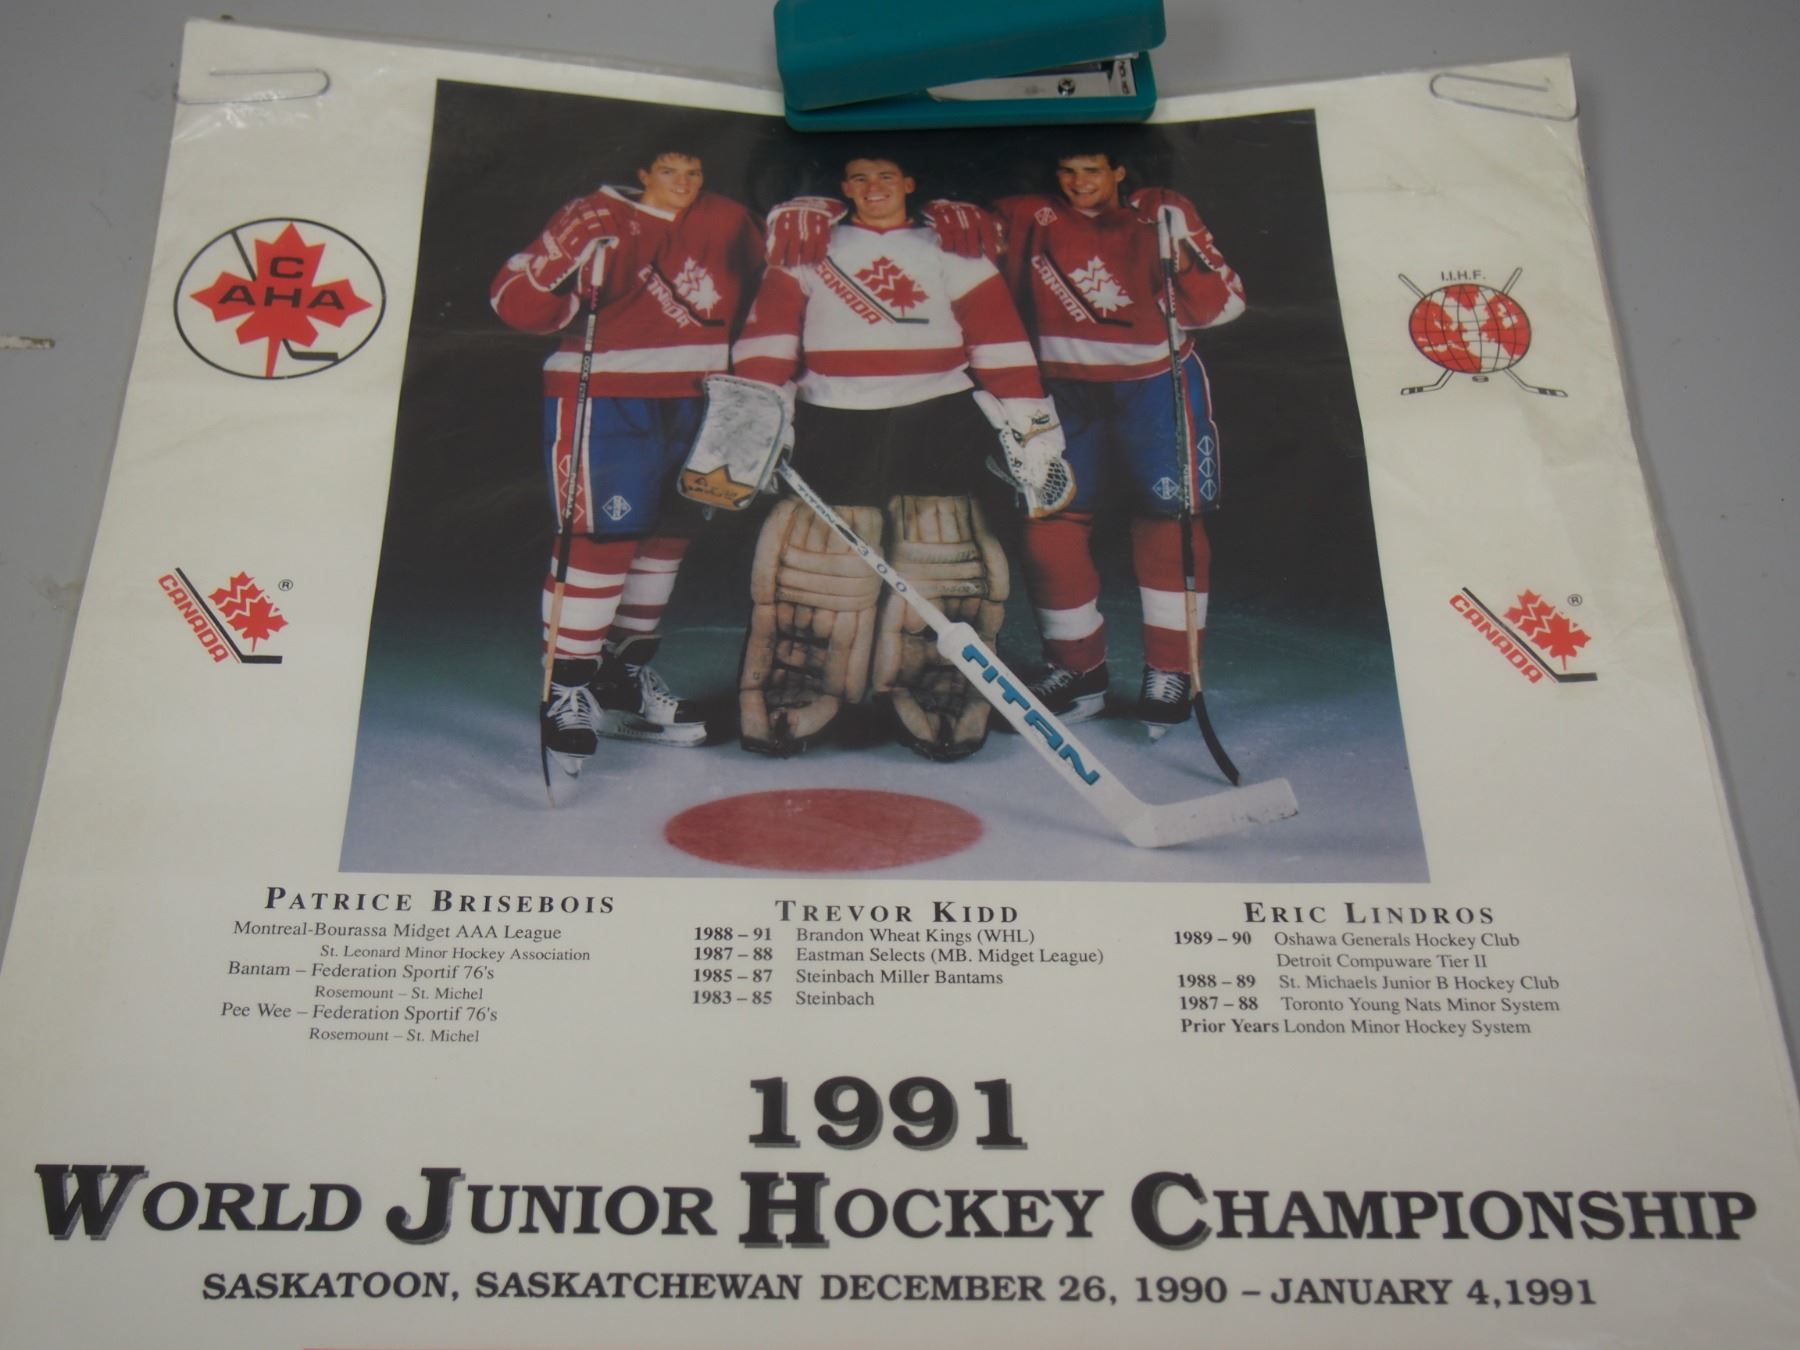 CANON
C
AHA
I.I.H.F.
CANADA
CANADA
CANADA
TITAN
TITAN 300
TITAN
CANADA ®
CANADA ®
PATRICE BRISEBOIS
Montreal-Bourassa Midget AAA League
St. Leonard Minor Hockey Association
Bantam – Federation Sportif 76's
Rosemount – St. Michel
Pee Wee – Federation Sportif 76's
Rosemount – St. Michel
TREVOR KIDD
1988 – 91 Brandon Wheat Kings (WHL)
1987 – 88 Eastman Selects (MB. Midget League)
1985 – 87 Steinbach Miller Bantams
1983 – 85 Steinbach
ERIC LINDROS
1989 – 90 Oshawa Generals Hockey Club
Detroit Compuware Tier II
1988 – 89 St. Michaels Junior B Hockey Club
1987 – 88 Toronto Young Nats Minor System
Prior Years London Minor Hockey System
1991
WORLD JUNIOR HOCKEY CHAMPIONSHIP
SASKATOON, SASKATCHEWAN DECEMBER 26, 1990 – JANUARY 4,1991